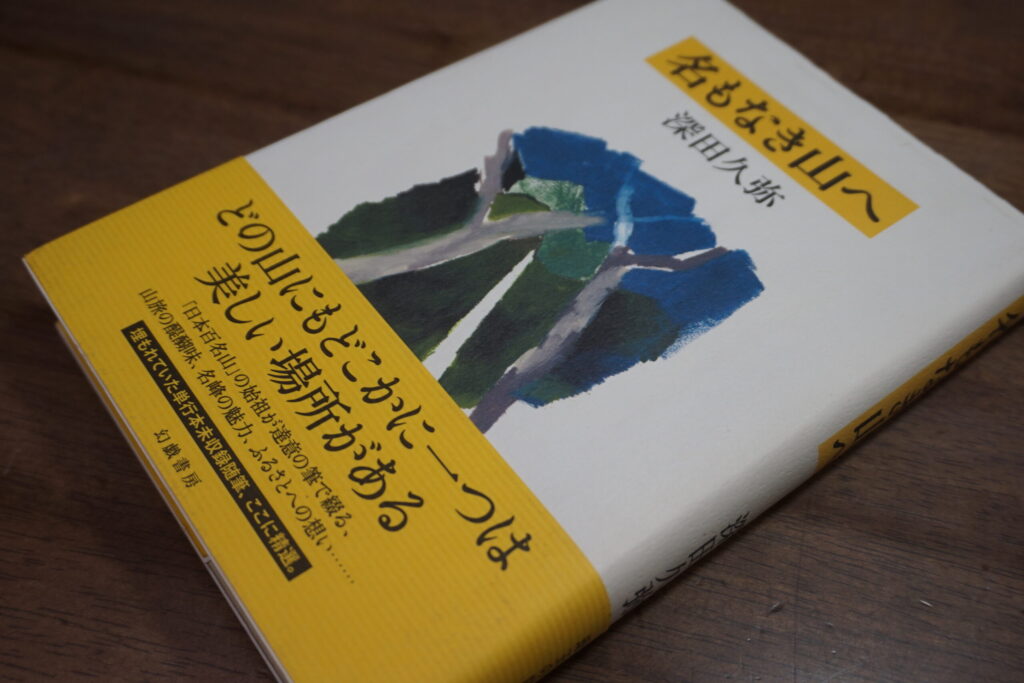 名もなき山へ
深田久弥
どの山にもどこかに一つは
美しい場所がある
「日本百名山」の始祖が達意の筆で綴る、
山旅の醍醐味、名峰の魅力、ふるさとへの想い……
埋もれていた単行本未収録随筆、ここに精選。
幻戯書房